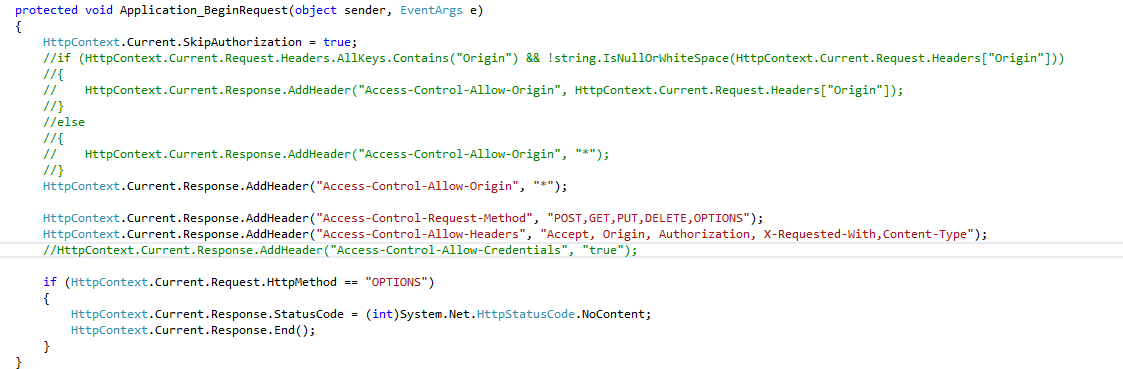 protected void Application_BeginRequest(object sender, EventArgs e)
{
    HttpContext.Current.SkipAuthorization = true;
    //if (HttpContext.Current.Request.Headers.AllKeys.Contains("Origin") && !string.IsNullOrWhiteSpace(HttpContext.Current.Request.Headers["Origin"]))
    //{
    //    HttpContext.Current.Response.AddHeader("Access-Control-Allow-Origin", HttpContext.Current.Request.Headers["Origin"]);
    //}
    //else
    //{
    //    HttpContext.Current.Response.AddHeader("Access-Control-Allow-Origin", "*");
    //}
    HttpContext.Current.Response.AddHeader("Access-Control-Allow-Origin", "*");

    HttpContext.Current.Response.AddHeader("Access-Control-Request-Method", "POST,GET,PUT,DELETE,OPTIONS");
    HttpContext.Current.Response.AddHeader("Access-Control-Allow-Headers", "Accept, Origin, Authorization, X-Requested-With,Content-Type");
    //HttpContext.Current.Response.AddHeader("Access-Control-Allow-Credentials", "true");

    if (HttpContext.Current.Request.HttpMethod == "OPTIONS")
    {
        HttpContext.Current.Response.StatusCode = (int)System.Net.HttpStatusCode.NoContent;
        HttpContext.Current.Response.End();
    }
}